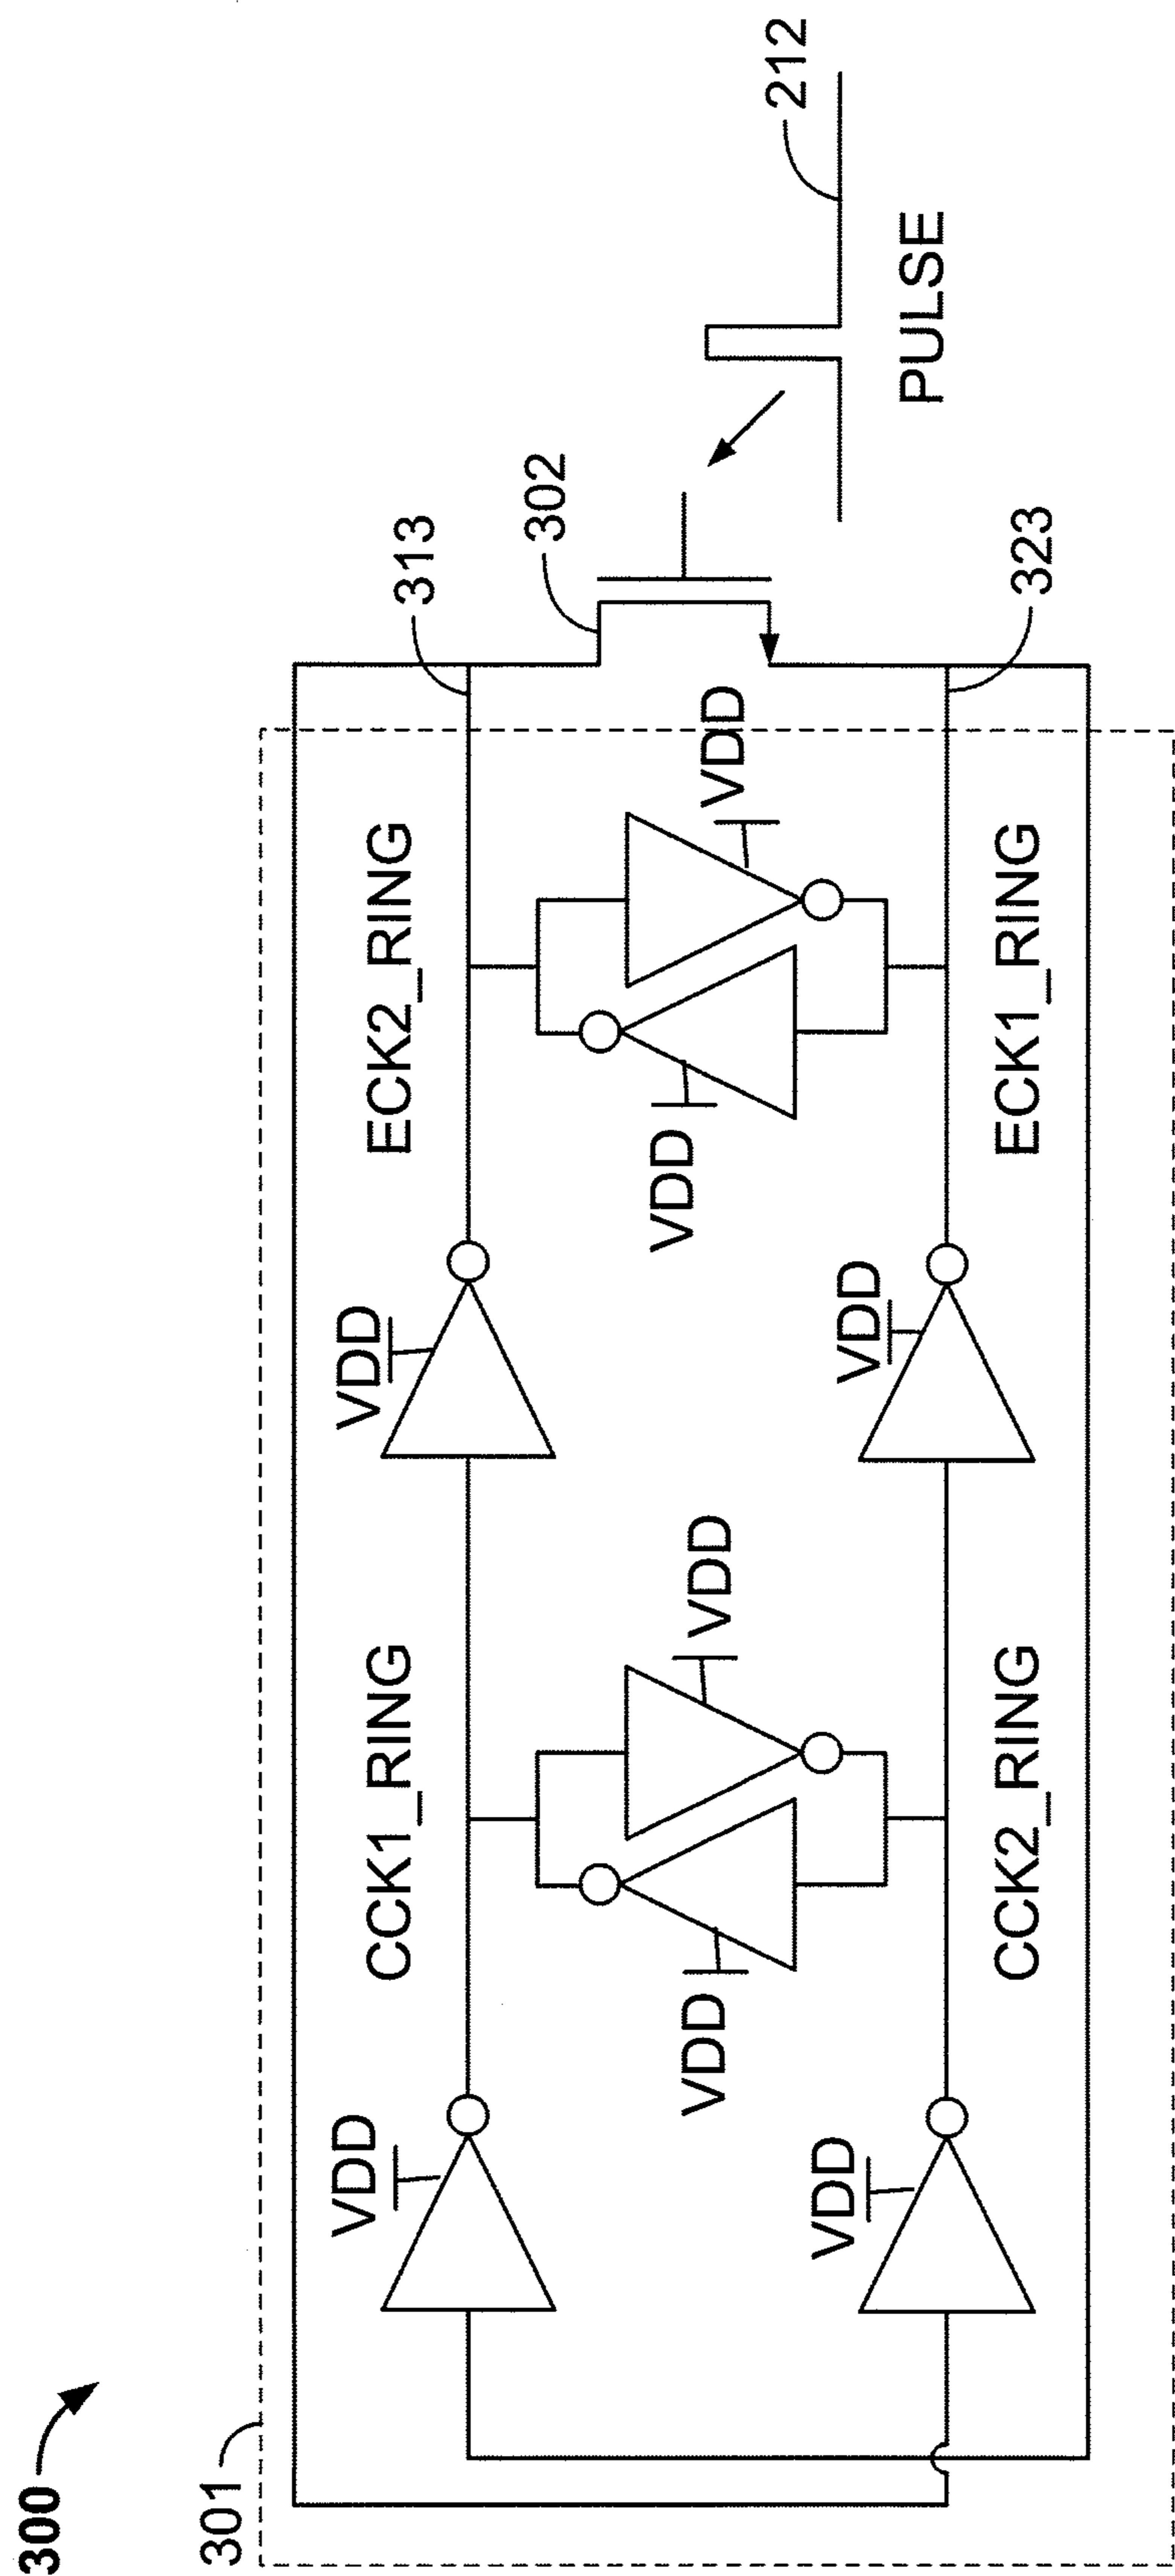 300
301
VDD
CCK1_RING
VDD
ECK2_RING
313
302
212
VDD
VDD
VDD
VDD
PULSE
VDD
CCK2_RING
VDD
ECK1_RING
323